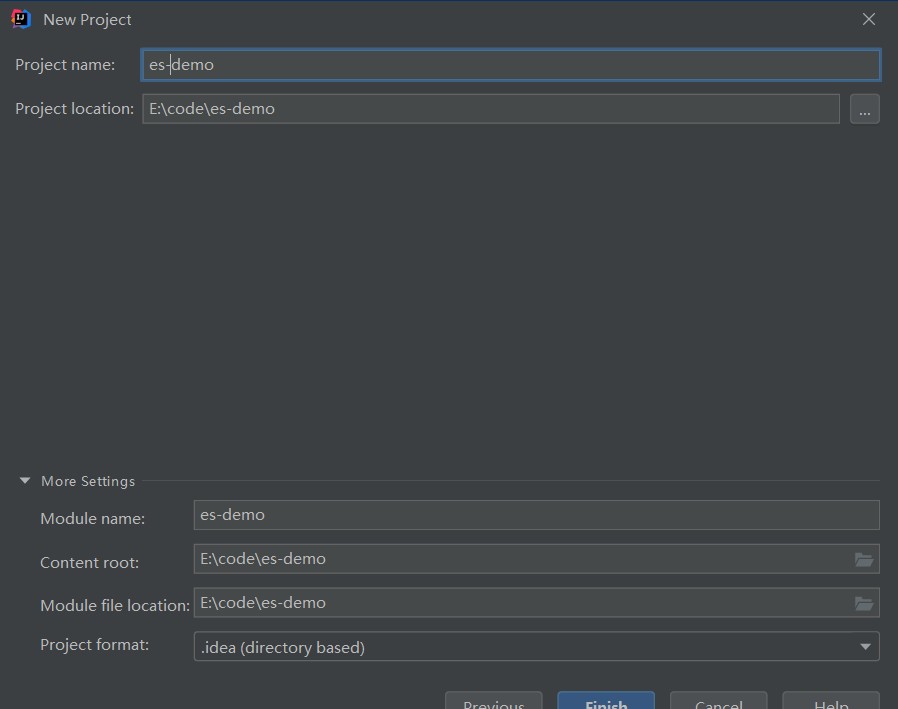 New Project
Project name: es-demo
Project location: E:\code\es-demo ...
More Settings
Module name: es-demo
Content root: E:\code\es-demo
Module file location: E:\code\es-demo
Project format: .idea (directory based)
Previous Finish Cancel Help